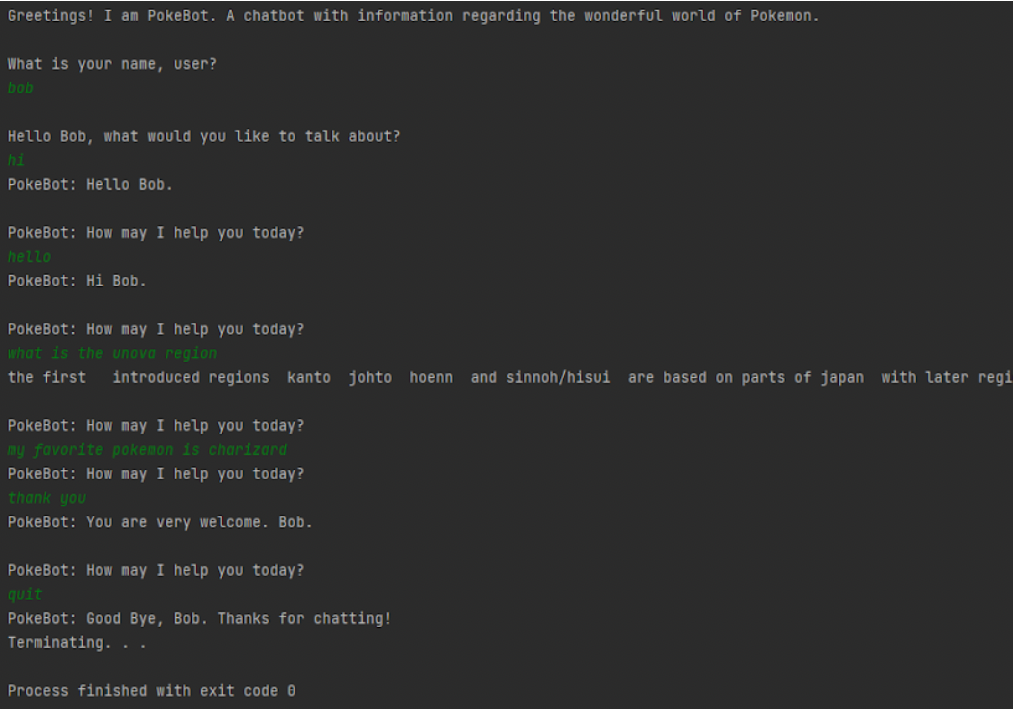 Greetings! I am PokeBot. A chatbot with information regarding the wonderful world of Pokemon.
What is your name, user?
bob
Hello Bob, what would you like to talk about?
hi
PokeBot: Hello Bob.
PokeBot: How may I help you today?
hello
PokeBot: Hi Bob.
PokeBot: How may I help you today?
what is the unova region
the first   introduced regions  kanto  johto  hoenn  and sinnoh/hisui  are based on parts of japan  with later regi
PokeBot: How may I help you today?
my favorite pokemon is charizard
PokeBot: How may I help you today?
thank you
PokeBot: You are very welcome. Bob.
PokeBot: How may I help you today?
quit
PokeBot: Good Bye, Bob. Thanks for chatting!
Terminating. . .
Process finished with exit code 0